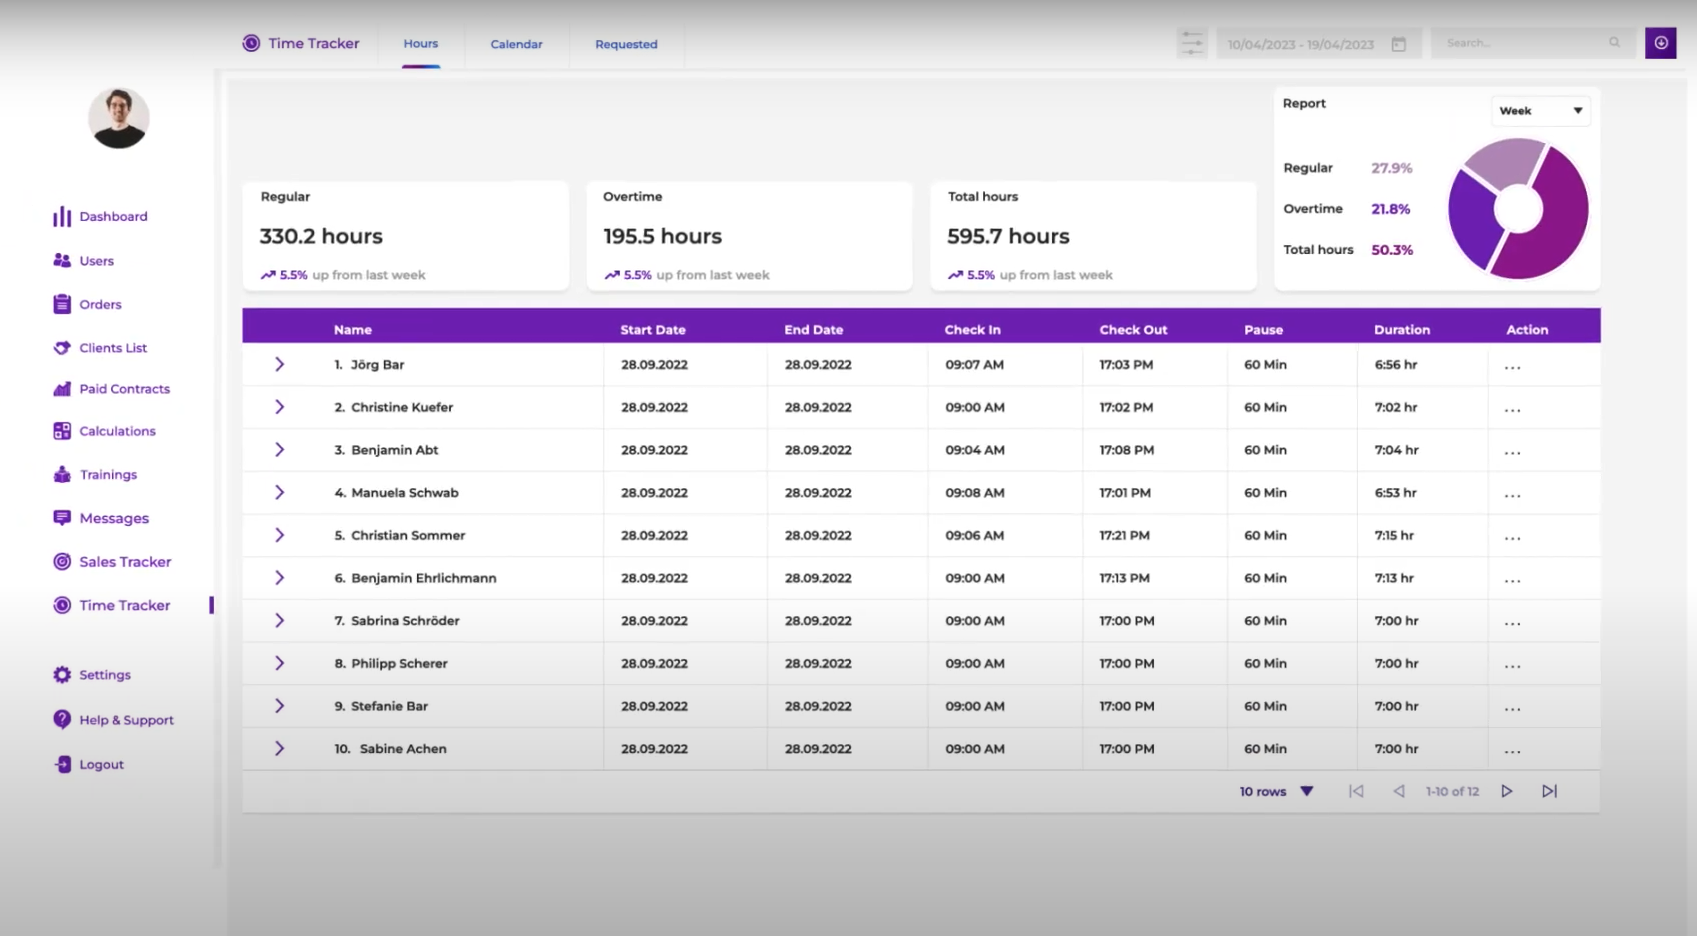 Time Tracker
Hours
Calendar
Requested
10/04/2023 - 19/04/2023
Search...
Dashboard
Users
Orders
Clients List
Paid Contracts
Calculations
Trainings
Messages
Sales Tracker
Time Tracker
Settings
Help & Support
Logout
Regular
330.2 hours
5.5% up from last week
Overtime
195.5 hours
5.5% up from last week
Total hours
595.7 hours
5.5% up from last week
Report
Week
Regular 27.9%
Overtime 21.8%
Total hours 50.3%
Name Start Date End Date Check In Check Out Pause Duration Action
1. Jörg Bar 28.09.2022 28.09.2022 09:07 AM 17:03 PM 60 Min 6:56 hr ...
2. Christine Kuefer 28.09.2022 28.09.2022 09:00 AM 17:02 PM 60 Min 7:02 hr ...
3. Benjamin Abt 28.09.2022 28.09.2022 09:04 AM 17:08 PM 60 Min 7:04 hr ...
4. Manuela Schwab 28.09.2022 28.09.2022 09:08 AM 17:01 PM 60 Min 6:53 hr ...
5. Christian Sommer 28.09.2022 28.09.2022 09:06 AM 17:21 PM 60 Min 7:15 hr ...
6. Benjamin Ehrlichmann 28.09.2022 28.09.2022 09:00 AM 17:13 PM 60 Min 7:13 hr ...
7. Sabrina Schröder 28.09.2022 28.09.2022 09:00 AM 17:00 PM 60 Min 7:00 hr ...
8. Philipp Scherer 28.09.2022 28.09.2022 09:00 AM 17:00 PM 60 Min 7:00 hr ...
9. Stefanie Bar 28.09.2022 28.09.2022 09:00 AM 17:00 PM 60 Min 7:00 hr ...
10. Sabine Achen 28.09.2022 28.09.2022 09:00 AM 17:00 PM 60 Min 7:00 hr ...
10 rows 1-10 of 12